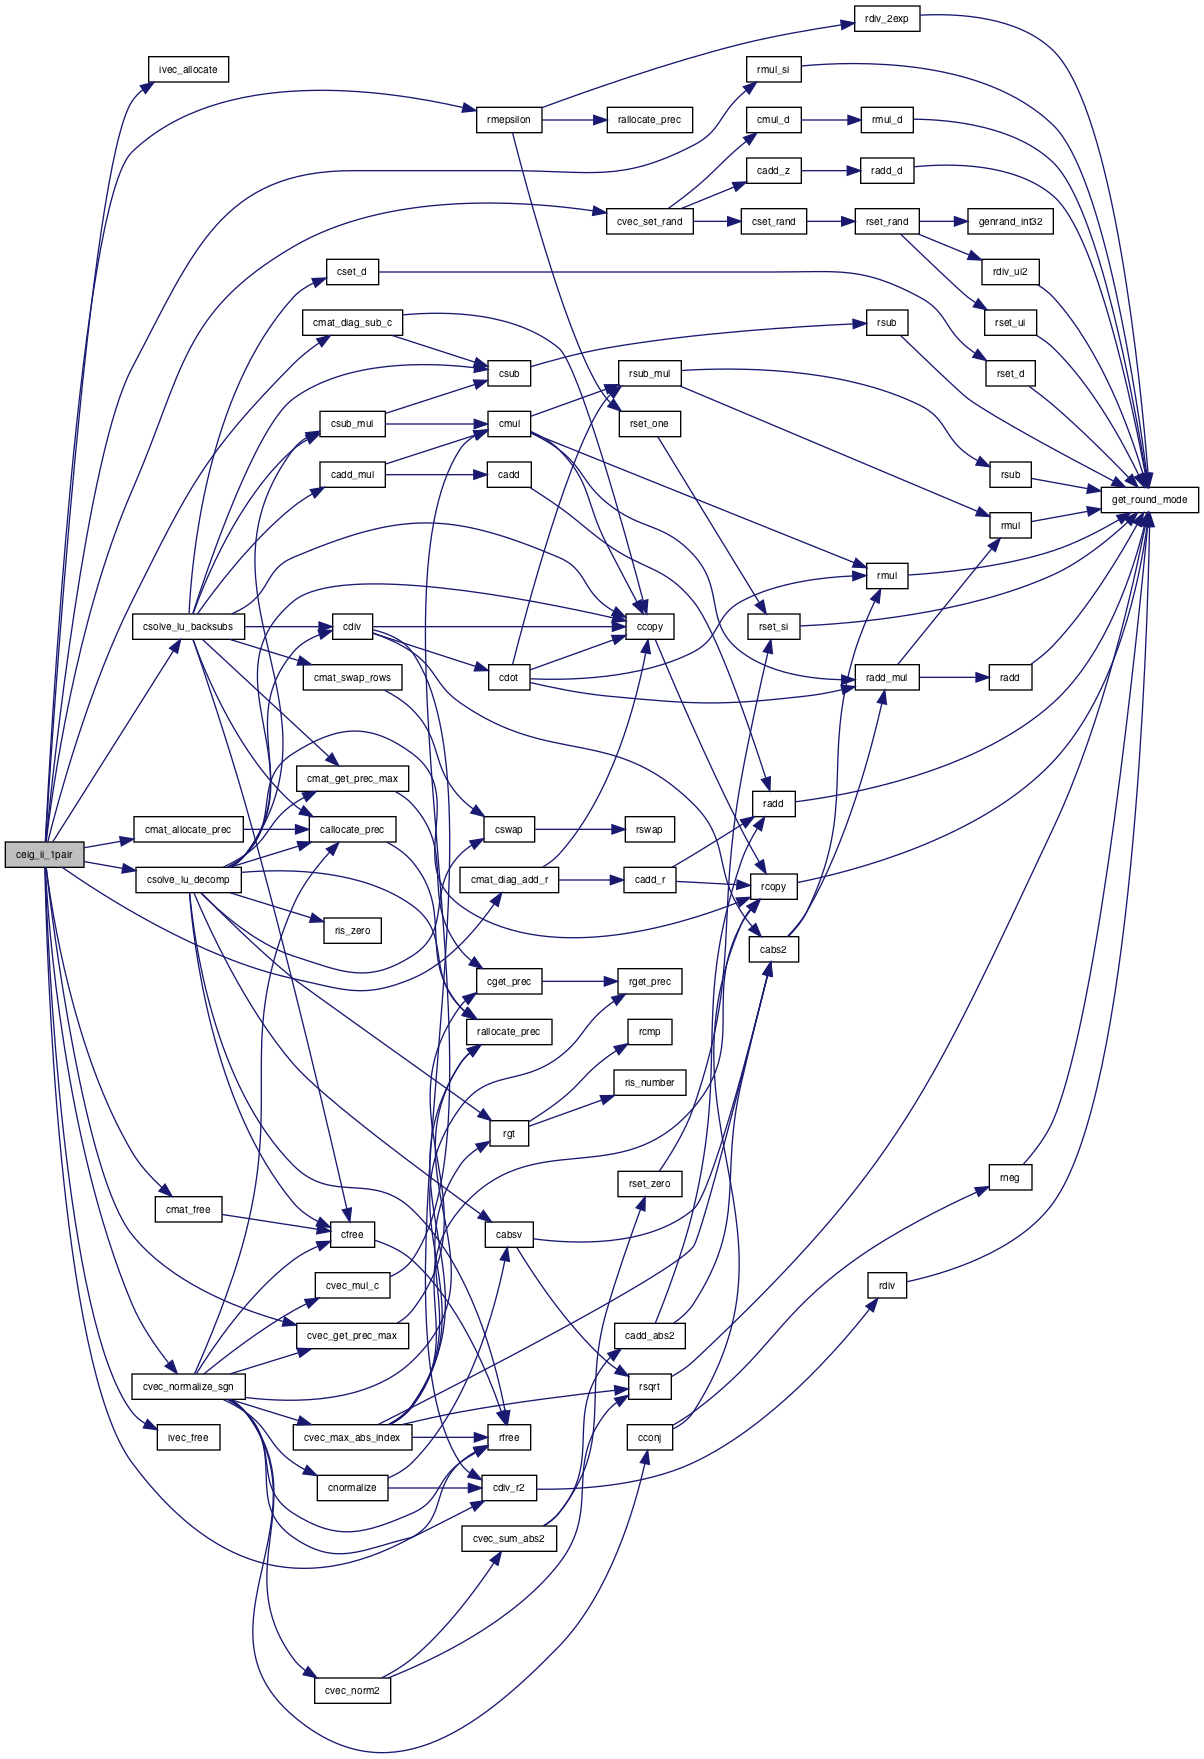 rdiv_2exp
ivec_allocate
rmul_si
rmepsilon
rallocate_prec
cmul_d
rmul_d
cadd_z
radd_d
cvec_set_rand
cset_rand
rset_rand
genrand_int32
cset_d
rdiv_ui2
cmat_diag_sub_c
rsub
rset_ui
csub
rsub_mul
rset_d
csub_mul
cmul
rset_one
cadd_mul
cadd
rsub
get_round_mode
rmul
rmul
csolve_lu_backsubs
cdiv
ccopy
rset_si
cmat_swap_rows
cdot
radd_mul
radd
cmat_get_prec_max
radd
cmat_allocate_prec
callocate_prec
cswap
rswap
ceig_ii_1pair
csolve_lu_decomp
cmat_diag_add_r
cadd_r
rcopy
ris_zero
cabs2
cget_prec
rget_prec
rallocate_prec
rcmp
ris_number
rgt
rset_zero
rneg
cmat_free
cfree
cabsv
cvec_mul_c
rdiv
cvec_get_prec_max
cadd_abs2
cvec_normalize_sgn
rsqrt
ivec_free
cvec_max_abs_index
rfree
cconj
cnormalize
cdiv_r2
cvec_sum_abs2
cvec_norm2